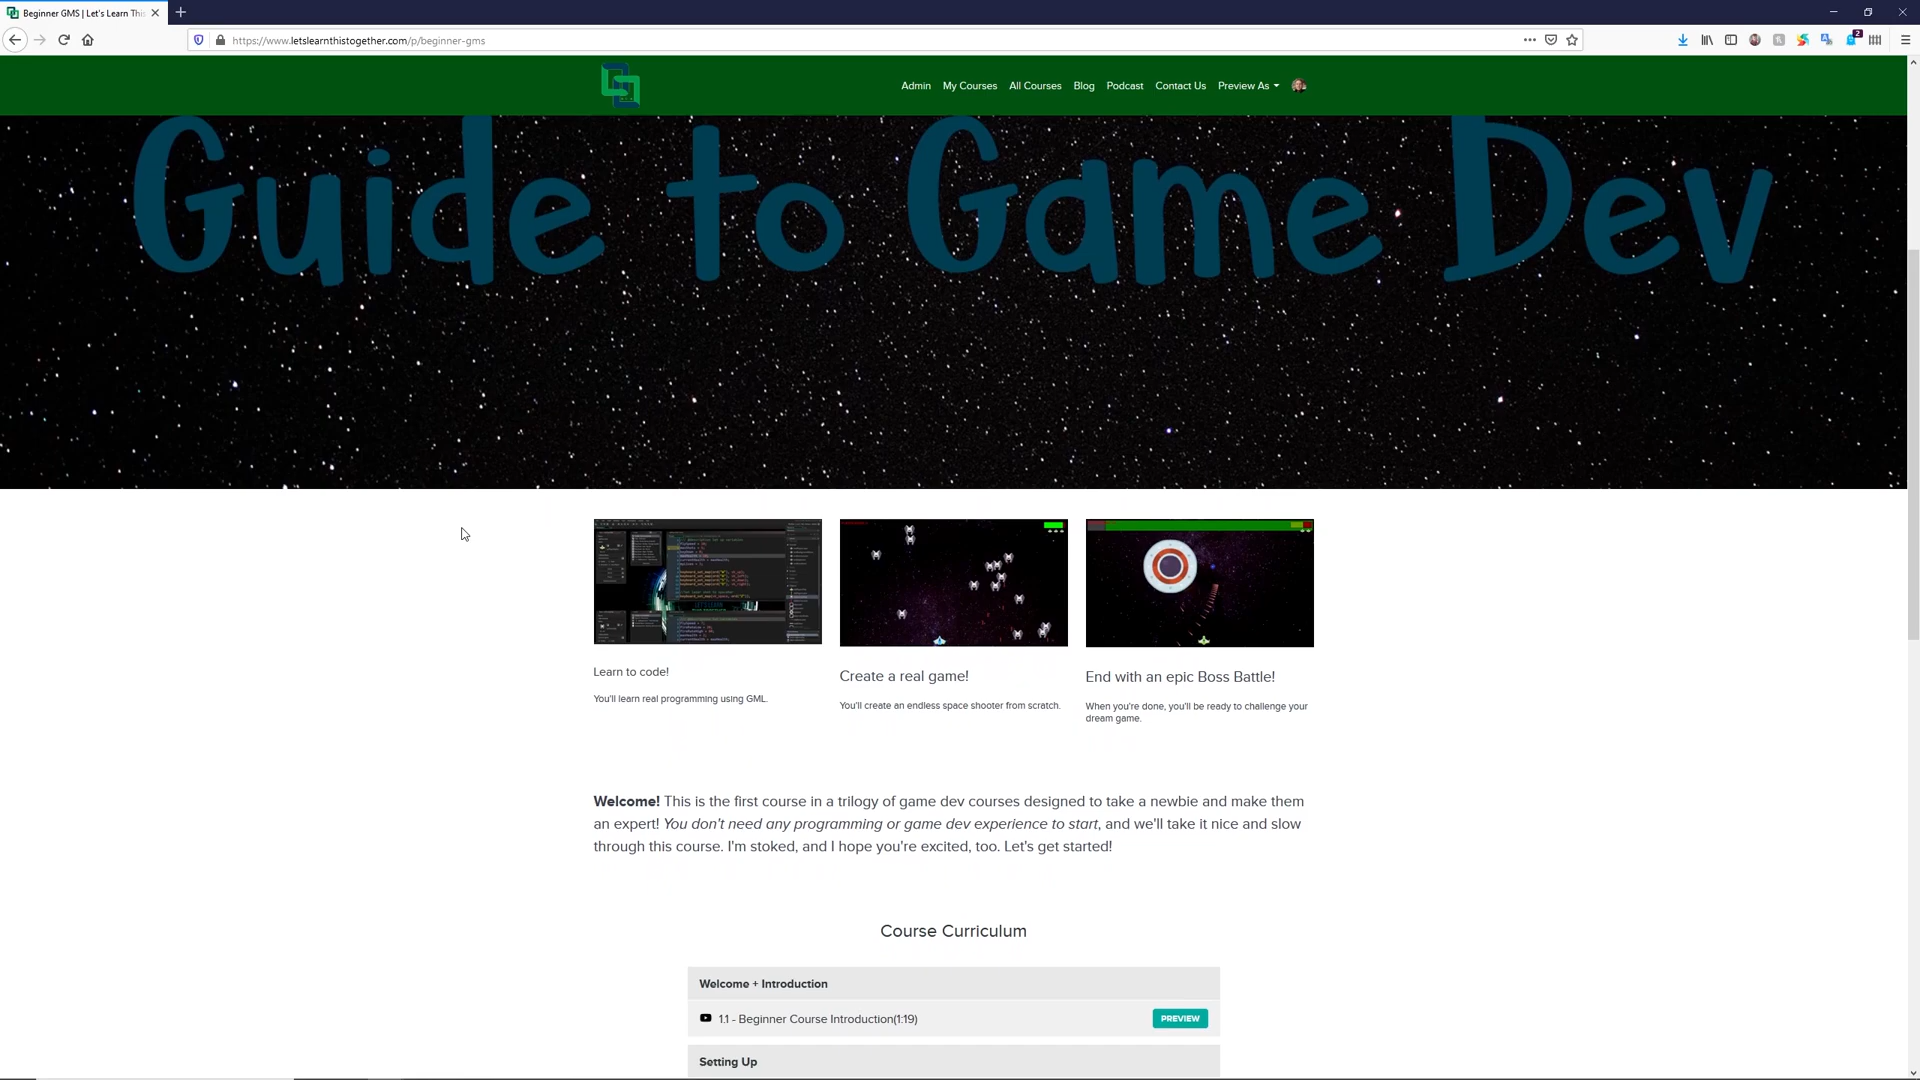 Beginner GMS | Let's Learn This
https://www.letslearnthistogether.com/p/beginner-gms
2
Admin My Courses All Courses Blog Podcast Contact Us Preview As
Guide to Game Dev
Learn to code!
You'll learn real programming using GML.
Create a real game!
You'll create an endless space shooter from scratch.
End with an epic Boss Battle!
When you're done, you'll be ready to challenge your
dream game.
Welcome! This is the first course in a trilogy of game dev courses designed to take a newbie and make them
an expert! You don't need any programming or game dev experience to start, and we'll take it nice and slow
through this course. I'm stoked, and I hope you're excited, too. Let's get started!
Course Curriculum
Welcome + Introduction
1.1 - Beginner Course Introduction(1:19)
PREVIEW
Setting Up